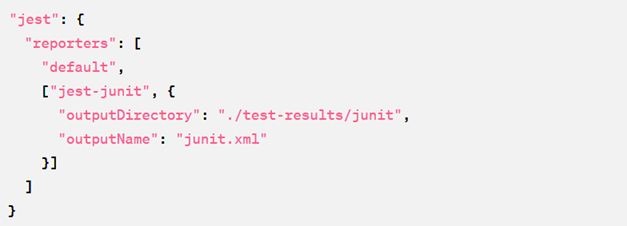 "jest": {
"reporters": [
"default",
["jest-junit", {
"outputDirectory": "./test-results/junit",
"outputName": "junit.xml"
}]
]
}